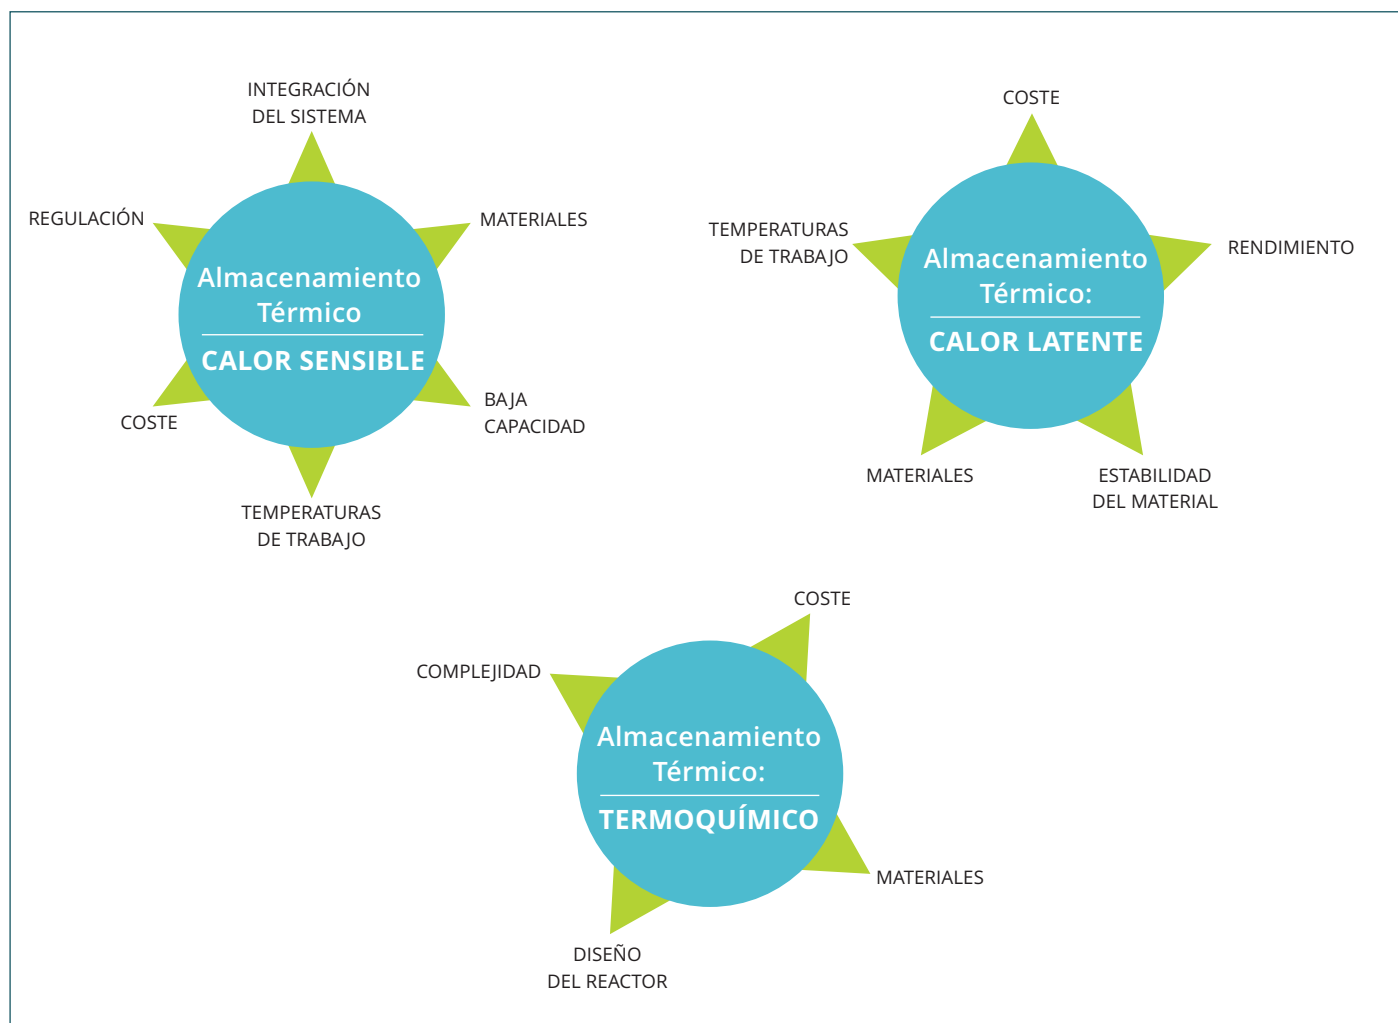 INTEGRACIÓN
DEL SISTEMA
REGULACIÓN
MATERIALES
Almacenamiento
Térmico
CALOR SENSIBLE
COSTE
BAJA
CAPACIDAD
TEMPERATURAS
DE TRABAJO
COSTE
TEMPERATURAS
DE TRABAJO
RENDIMIENTO
Almacenamiento
Térmico:
CALOR LATENTE
MATERIALES
ESTABILIDAD
DEL MATERIAL
COSTE
COMPLEJIDAD
Almacenamiento
Térmico:
TERMOQUÍMICO
MATERIALES
DISEÑO
DEL REACTOR